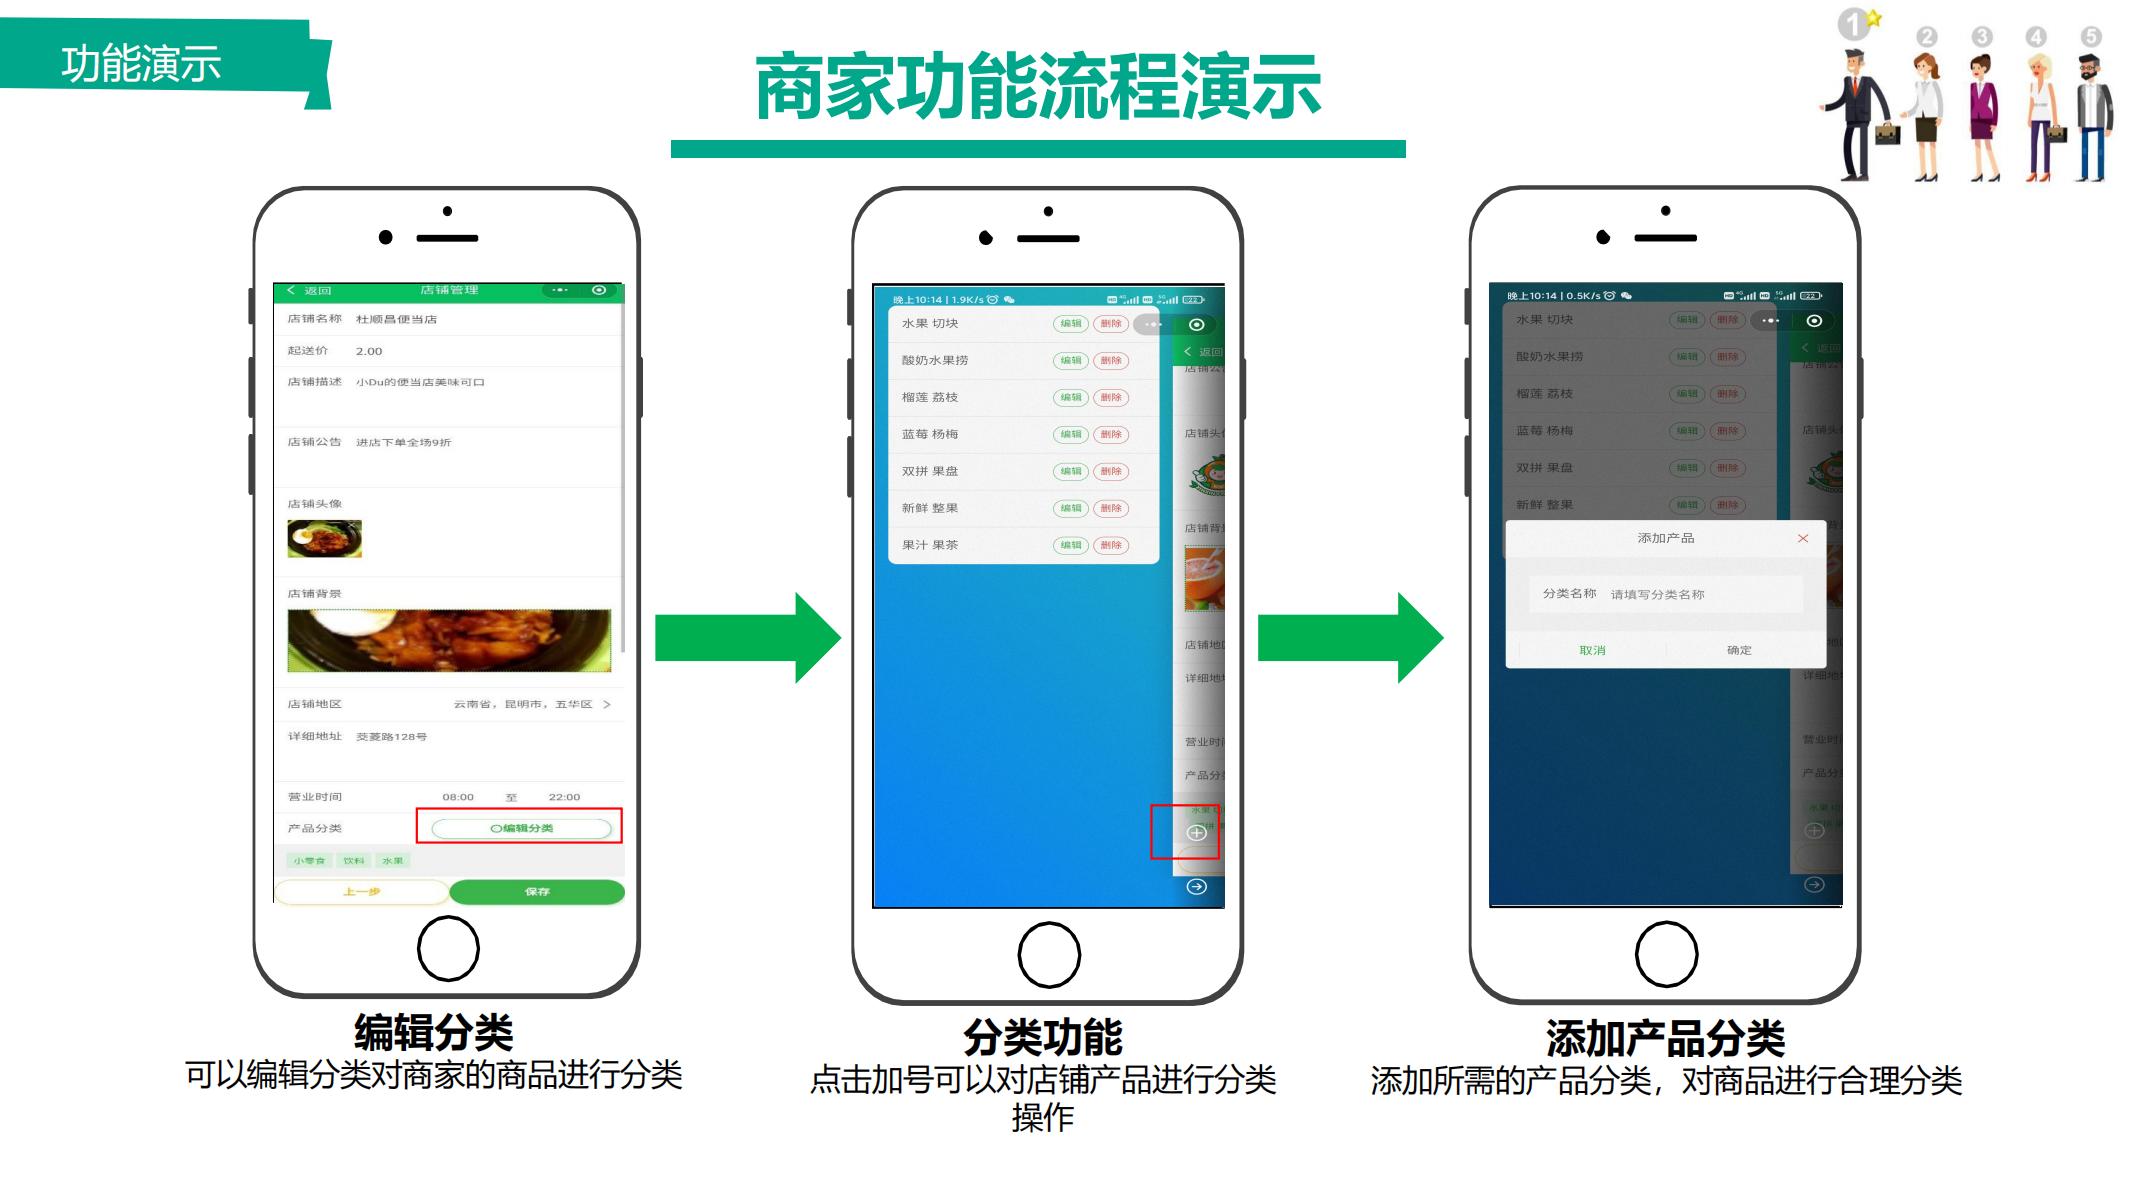 功能演示
商家功能流程演示
1
2
3
4
5
返回
店铺管理
店铺名称 杜顺昌便当店
起送价 2.00
店铺描述 小Du的便当店美味可口
店铺公告 进店下单全场9折
店铺头像
店铺背景
店铺地区 云南省，昆明市，五华区
详细地址 茭菱路128号
营业时间 08:00 至 22:00
产品分类 编辑分类
小零食 饮料 水果
上一步 保存
编辑分类
可以编辑分类对商家的商品进行分类
晚上10:14 | 1.9K/s
水果 切块 编辑 删除
酸奶水果捞 编辑 删除
榴莲 荔枝 编辑 删除
蓝莓 杨梅 编辑 删除
双拼 果盘 编辑 删除
新鲜 整果 编辑 删除
果汁 果茶 编辑 删除
返回
店铺头
店铺背
店铺地
详细地
营业时
产品分
分类功能
点击加号可以对店铺产品进行分类
操作
晚上10:14 | 0.5K/s
水果 切块 编辑 删除
酸奶水果捞 编辑 删除
榴莲 荔枝 编辑 删除
蓝莓 杨梅 编辑 删除
双拼 果盘 编辑 删除
新鲜 整果 编辑 删除
返回
店铺头
添加产品
分类名称 请填写分类名称
取消 确定
详细地
营业时
产品分
添加产品分类
添加所需的产品分类，对商品进行合理分类